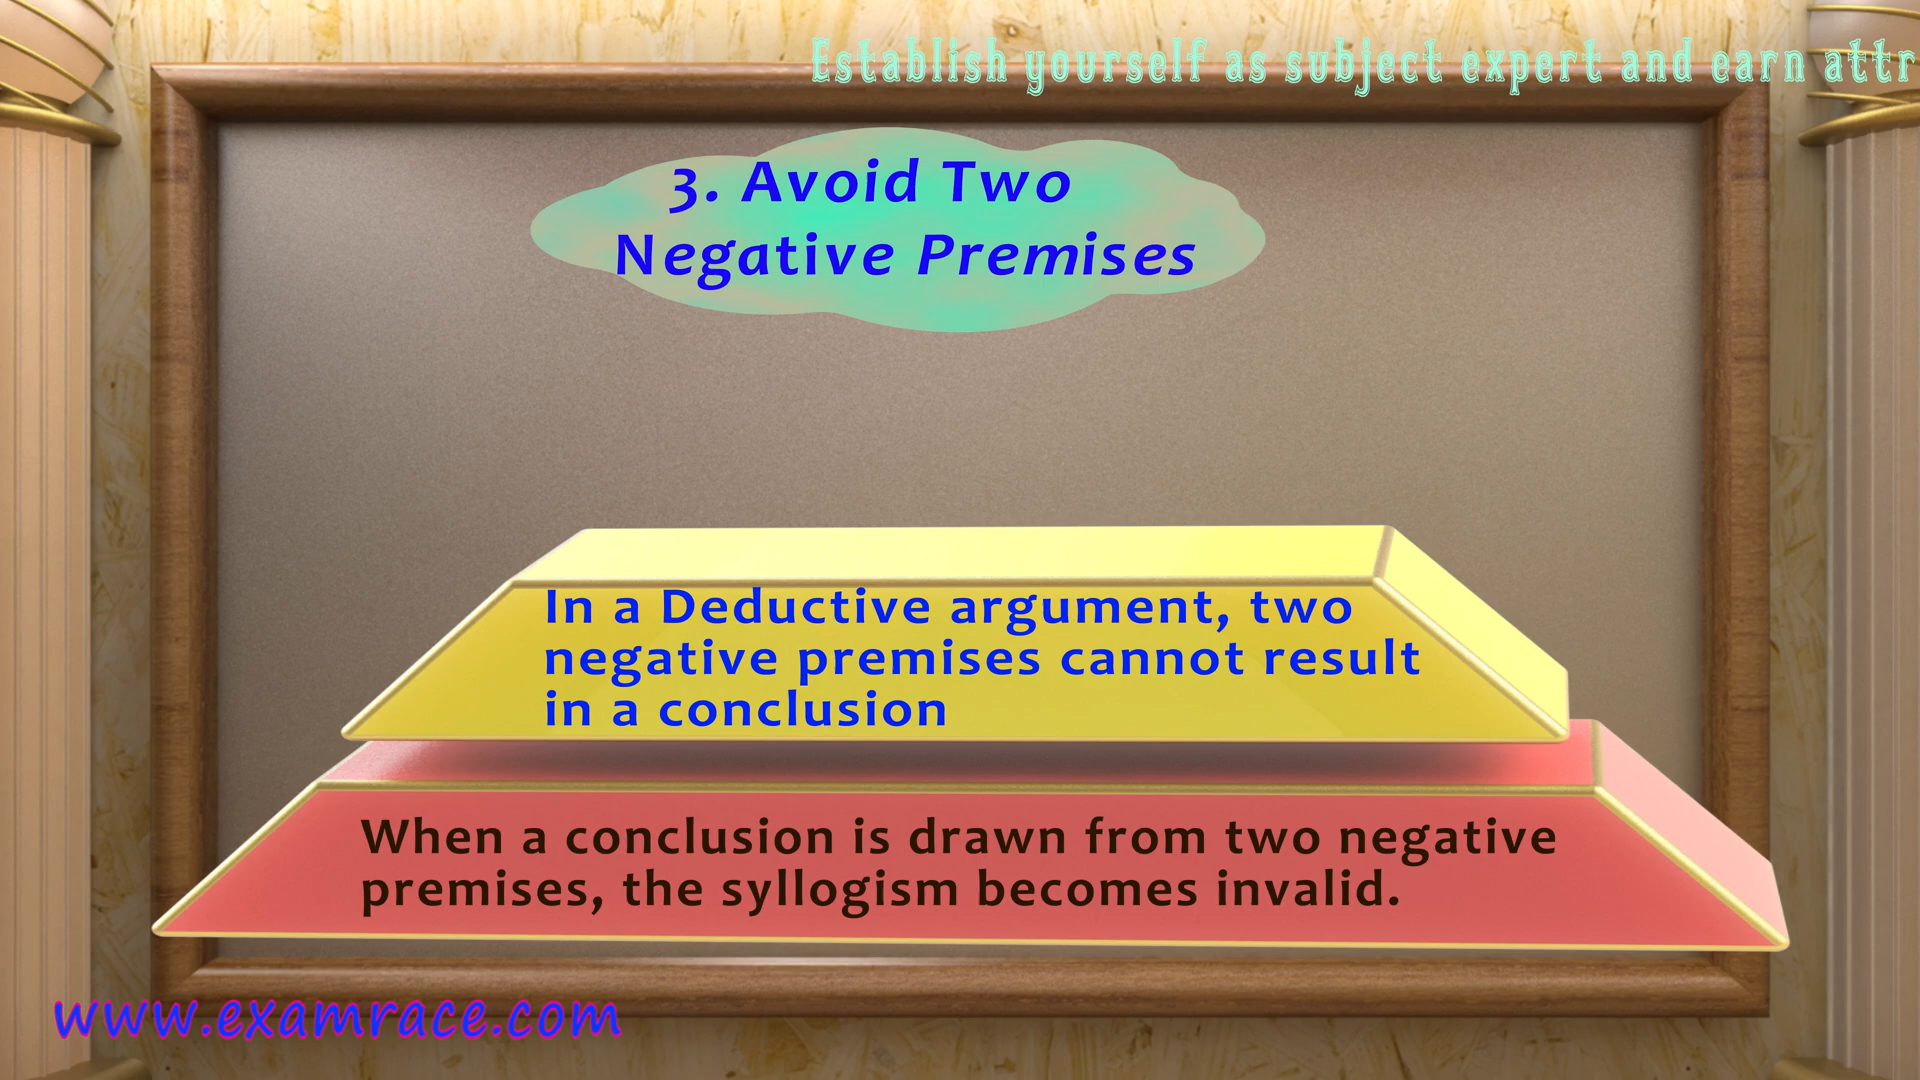 Establish yourself as subject expert and earn attr
3. Avoid Two
Negative Premises
In a Deductive argument, two
negative premises cannot result
in a conclusion
When a conclusion is drawn from two negative
premises, the syllogism becomes invalid.
www.examrace.com